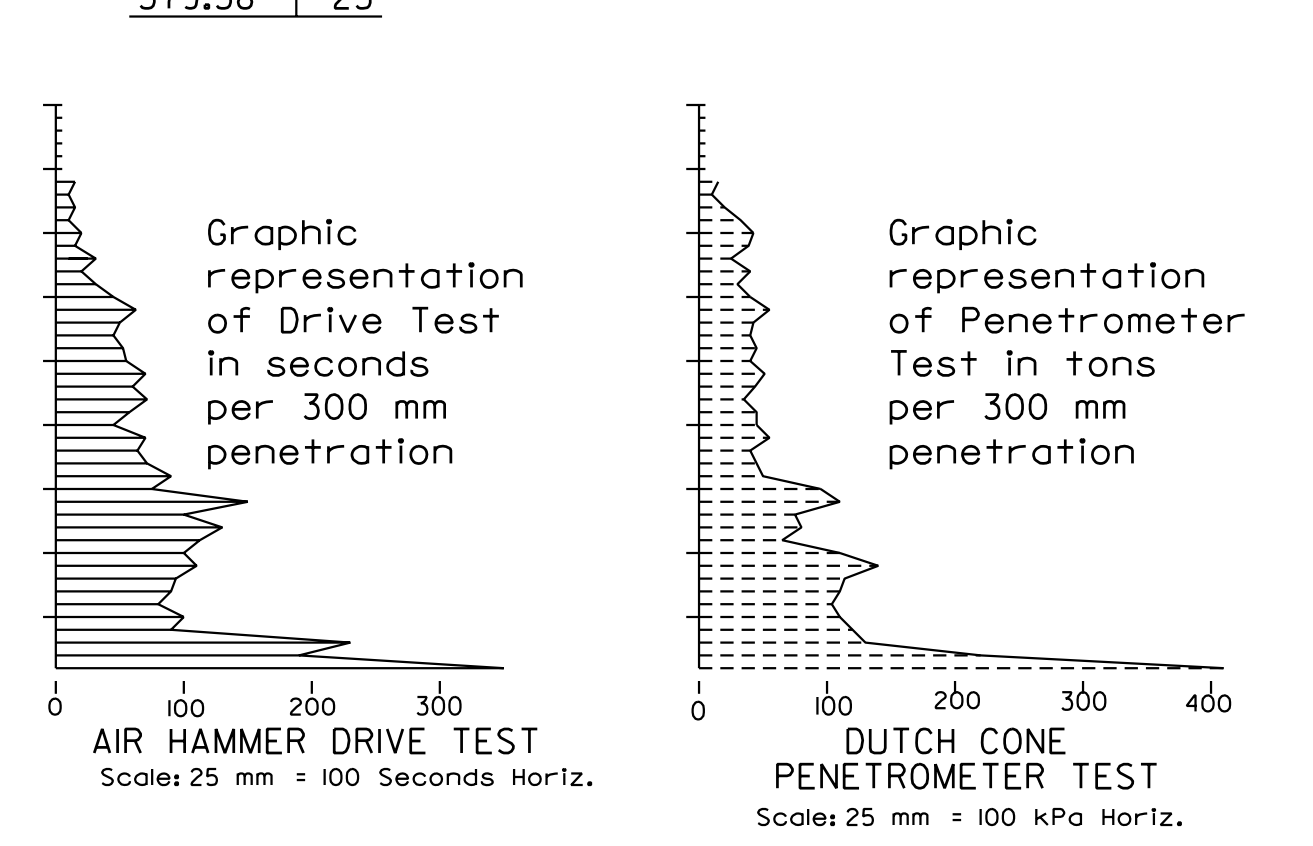 Graphic
representation
of Drive Test
in seconds
per 300 mm
penetration
0 100 200 300
AIR HAMMER DRIVE TEST
Scale: 25 mm = 100 Seconds Horiz.
Graphic
representation
of Penetrometer
Test in tons
per 300 mm
penetration
0 100 200 300 400
DUTCH CONE
PENETROMETER TEST
Scale: 25 mm = 100 kPa Horiz.